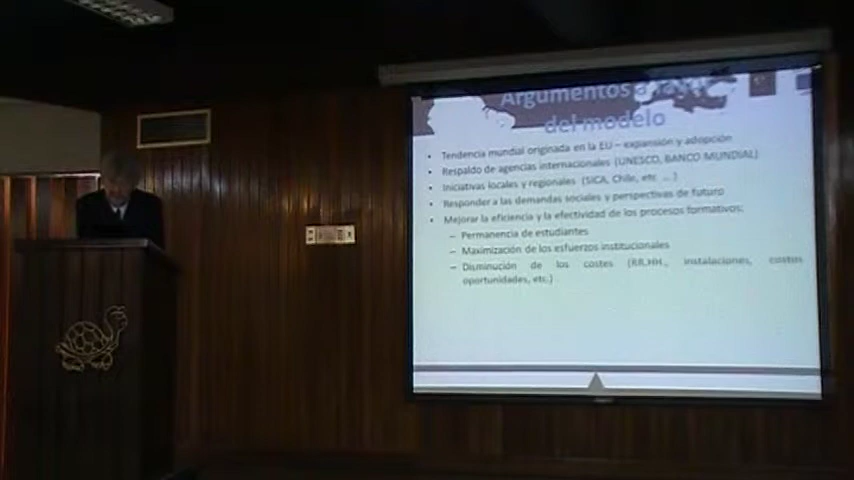 Argumentos a
del modelo
• Tendencia mundial originada en la EU – expansión y adopción
• Respaldo de agencias internacionales (UNESCO, BANCO MUNDIAL)
• Iniciativas locales y regionales (SICA, Chile, etc ...)
• Responder a las demandas sociales y perspectivas de futuro
• Mejorar la eficiencia y la efectividad de los procesos formativos:
– Permanencia de estudiantes
– Maximización de los esfuerzos institucionales
– Disminución de los costes (RR.HH., instalaciones, costos
oportunidades, etc.)